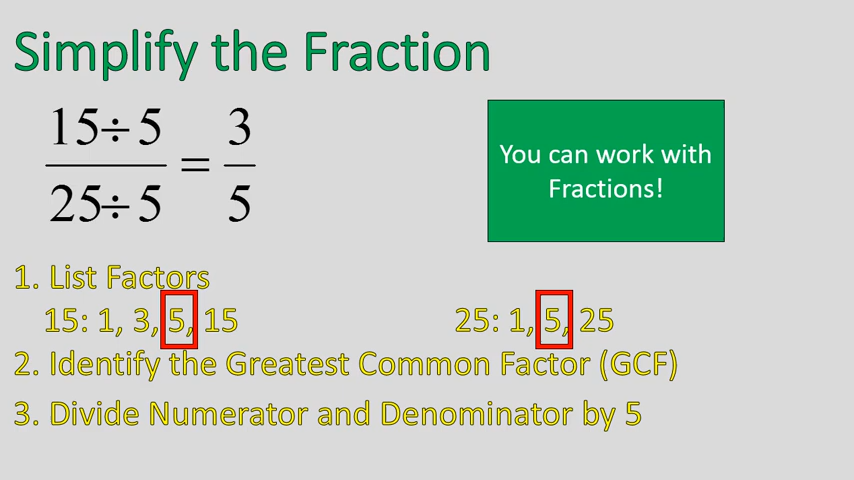 Simplify the Fraction
15÷5
25÷5
=
3
5
You can work with
Fractions!
1. List Factors
15: 1, 3, 5, 15
25: 1, 5, 25
2. Identify the Greatest Common Factor (GCF)
3. Divide Numerator and Denominator by 5